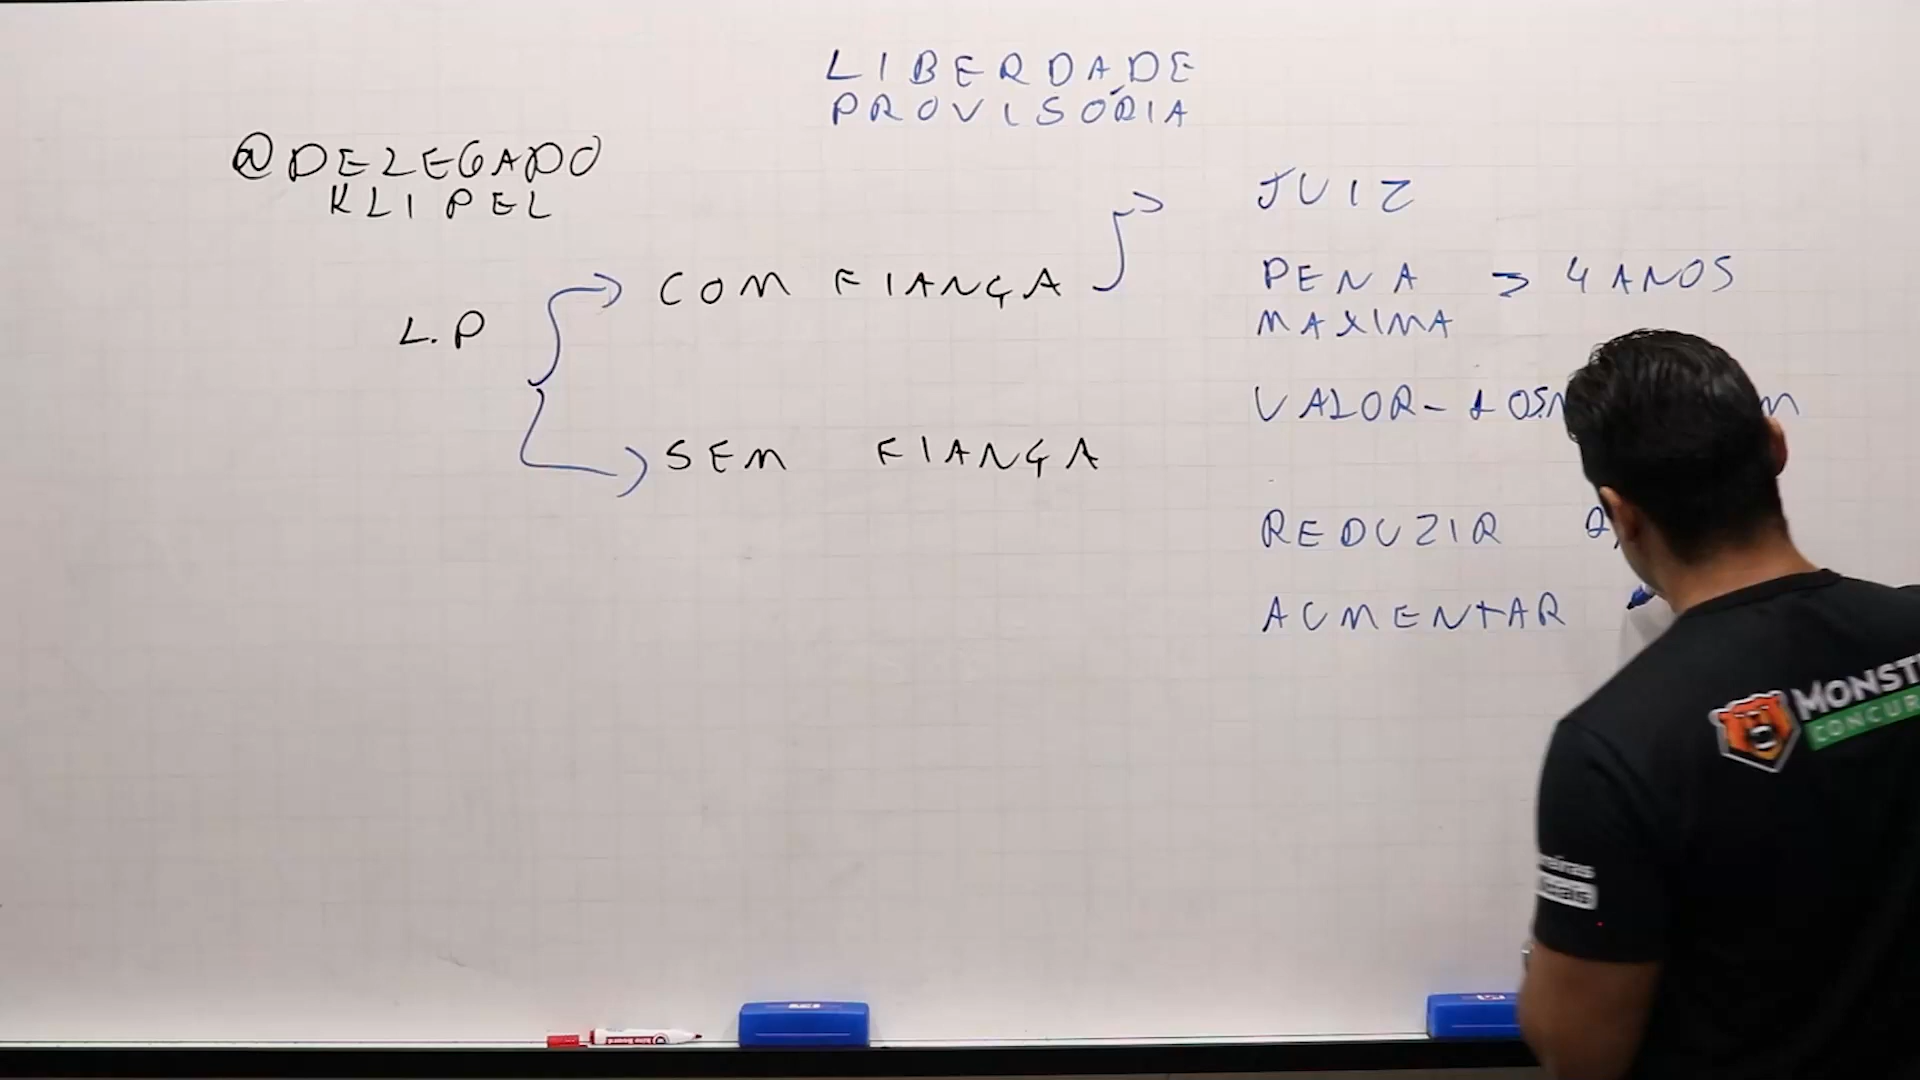 LIBERDADE
PROVISÓRIA
@DELEGADO
KLIPEL
L.P
COM FIANÇA
SEM FIANÇA
JUIZ
PENA > 4 ANOS
MAXIMA
VALOR -
REDUZIR
AUMENTAR